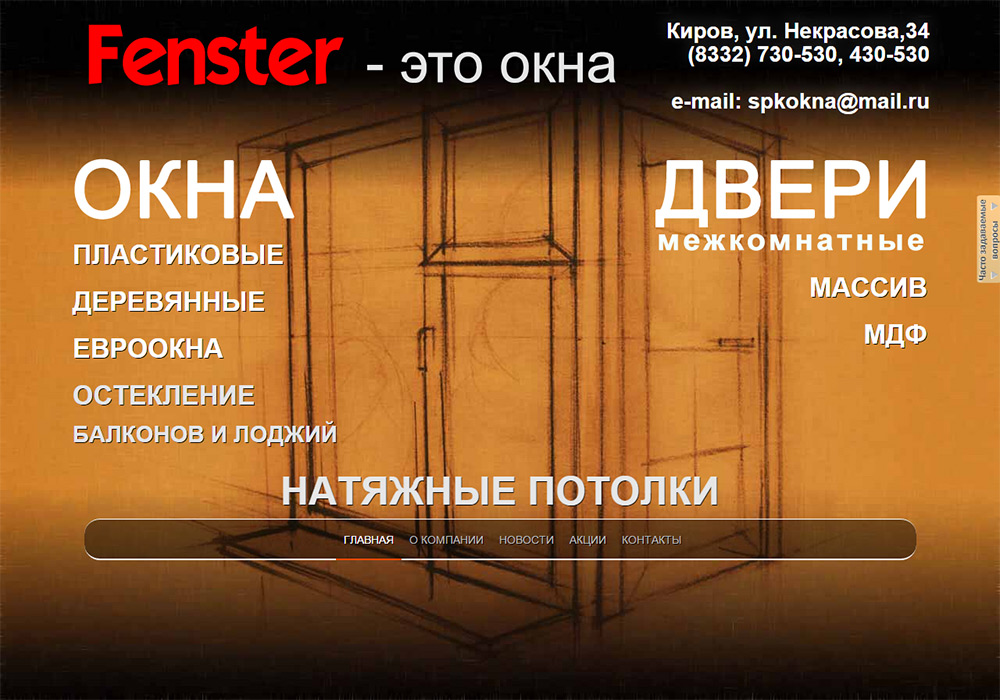 Fenster - это окна
Киров, ул. Некрасова,34
(8332) 730-530, 430-530
e-mail: spkokna@mail.ru
ОКНА
ПЛАСТИКОВЫЕ
ДЕРЕВЯННЫЕ
ЕВРООКНА
ОСТЕКЛЕНИЕ
БАЛКОНОВ И ЛОДЖИЙ
ДВЕРИ
межкомнатные
МАССИВ
МДФ
Часто задаваемые
вопросы
НАТЯЖНЫЕ ПОТОЛКИ
ГЛАВНАЯ О КОМПАНИИ НОВОСТИ АКЦИИ КОНТАКТЫ